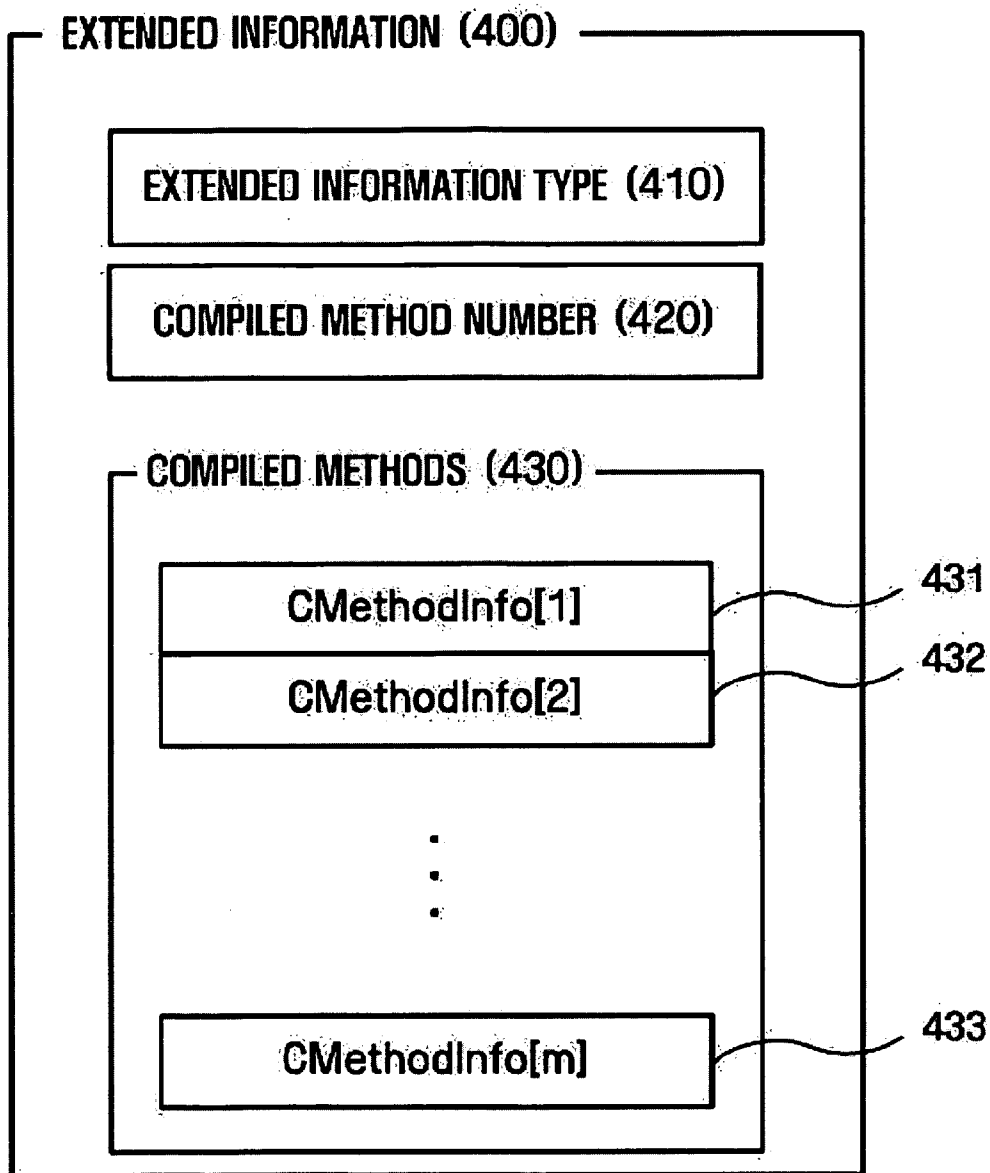 EXTENDED INFORMATION (400)
EXTENDED INFORMATION TYPE (410)
COMPILED METHOD NUMBER (420)
COMPILED METHODS (430)
CMethodInfo[1]
431
CMethodInfo[2]
432
CMethodInfo[m]
433